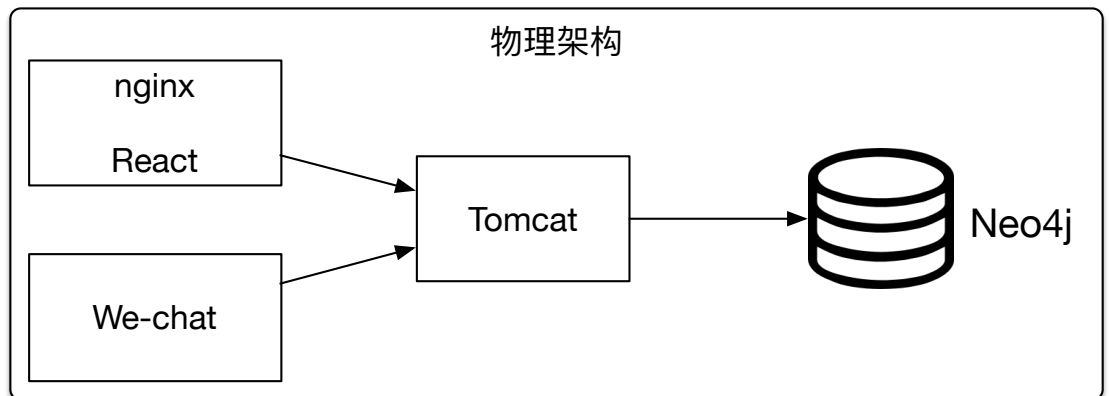 物理架构
nginx
React
We-chat
Tomcat
Neo4j